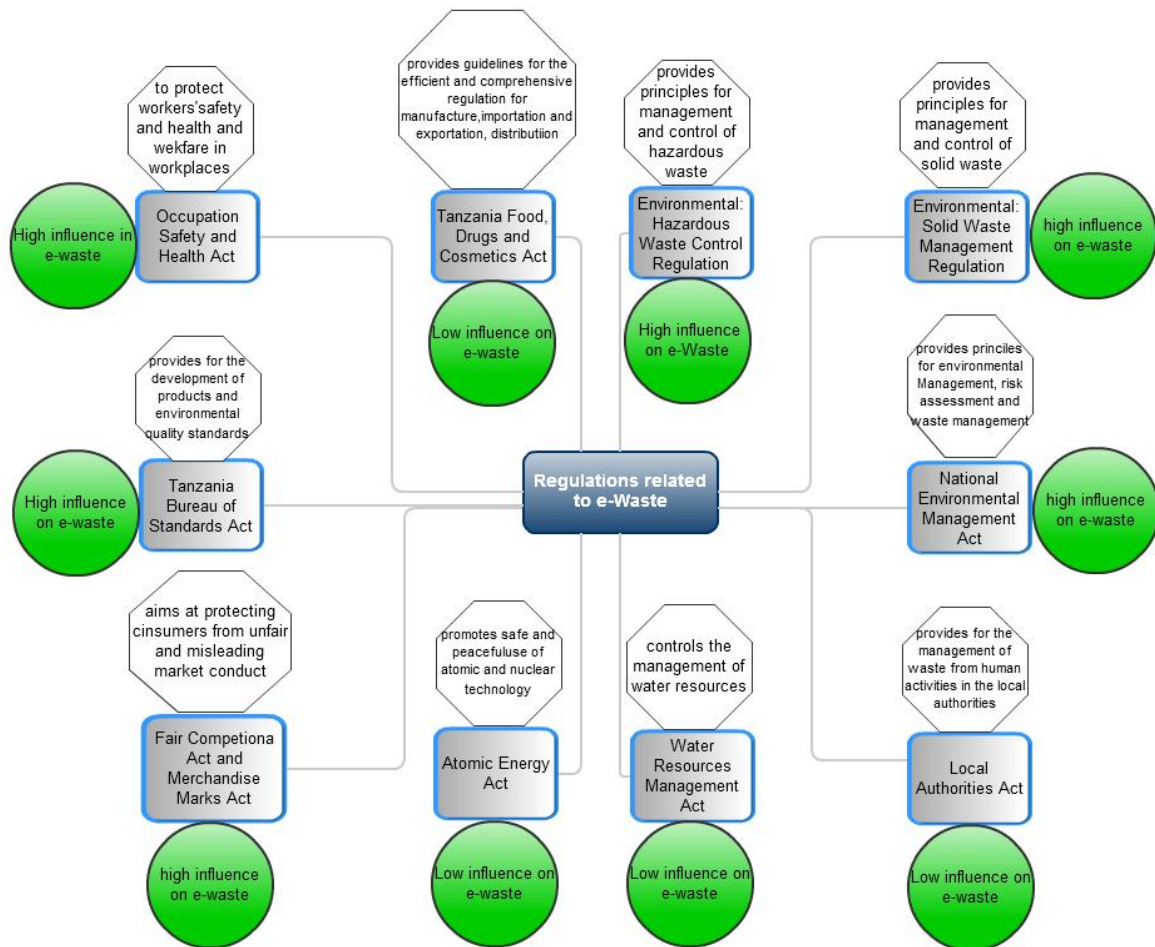 to protect
workers'safety
and health and
wekfare in
workplaces
High influence in
e-waste
Occupation
Safety and
Health Act
provides guidelines for the
efficient and comprehensive
regulation for
manufacture,importation and
exportation, distributiion
Tanzania Food,
Drugs and
Cosmetics Act
Low influence on
e-waste
provides
principles for
management
and control of
hazardous
waste
Environmental:
Hazardous
Waste Control
Regulation
High influence
on e-Waste
provides
principles for
management
and control of
solid waste
Environmental:
Solid Waste
Management
Regulation
high influence
on e-waste
provides for the
development of
products and
environmental
quality standards
High influence
on e-waste
Tanzania
Bureau of
Standards Act
Regulations related
to e-Waste
provides princiles
for environmental
Management, risk
assessment and
waste management
National
Environmental
Management
Act
high influence
on e-waste
aims at protecting
cinsumers from unfair
and misleading
market conduct
Fair Competiona
Act and
Merchandise
Marks Act
high influence
on e-waste
promotes safe and
peacefuluse of
atomic and nuclear
technology
Atomic Energy
Act
Low influence on
e-waste
controls the
management of
water resources
Water
Resources
Management
Act
Low influence on
e-waste
provides for the
management of
waste from human
activities in the local
authorities
Local
Authorities Act
Low influence on
e-waste